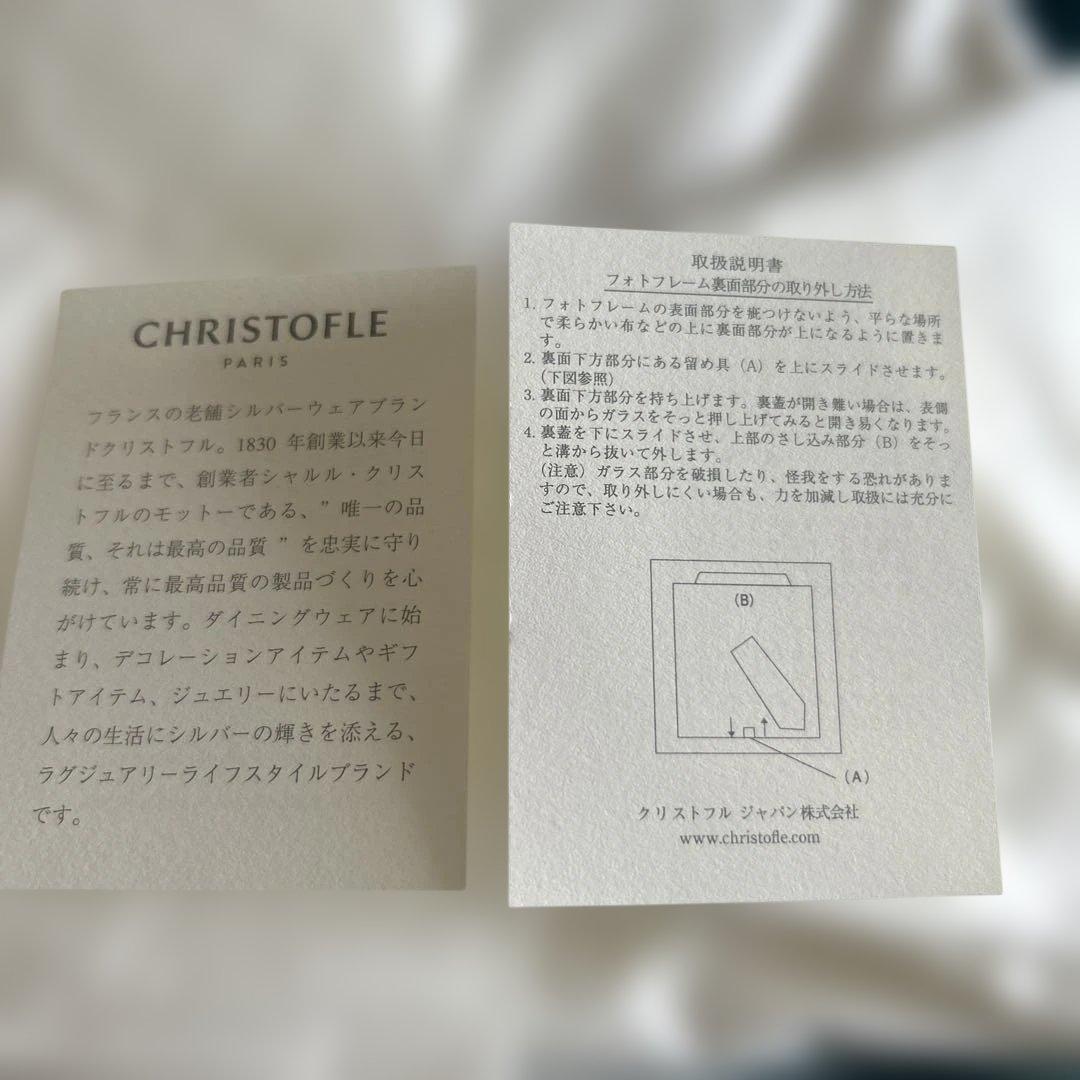 CHRISTOFLE
PARIS
フランスの老舗シルバーウェアブラン
ドクリストフル。1830 年創業以来今日
に至るまで、創業者シャルル・クリス
トフルのモットーである、” 唯一の品
質、それは最高の品質 ” を忠実に守り
続け、常に最高品質の製品づくりを心
がけています。ダイニングウェアに始
まり、デコレーションアイテムやギフ
トアイテム、ジュエリーにいたるまで、
人々の生活にシルバーの輝きを添える、
ラグジュアリーライフスタイルブランド
です。
取扱説明書
フォトフレーム裏面部分の取り外し方法
1. フォトフレームの表面部分を疵つけないよう、平らな場所
で柔らかい布などの上に裏面部分が上になるように置きま
す。
2. 裏面下方部分にある留め具（A）を上にスライドさせます。
（下図参照）
3. 裏面下方部分を持ち上げます。裏蓋が開き難い場合は、表側
の面からガラスをそっと押し上げてみると開き易くなります。
4. 裏蓋を下にスライドさせ、上部のさし込み部分（B）をそっ
と溝から抜いて外します。
（注意）ガラス部分を破損したり、怪我をする恐れがありま
すので、取り外しにくい場合も、力を加減し取扱には充分に
ご注意下さい。
(B)
(A)
クリストフル ジャパン株式会社
www.christofle.com